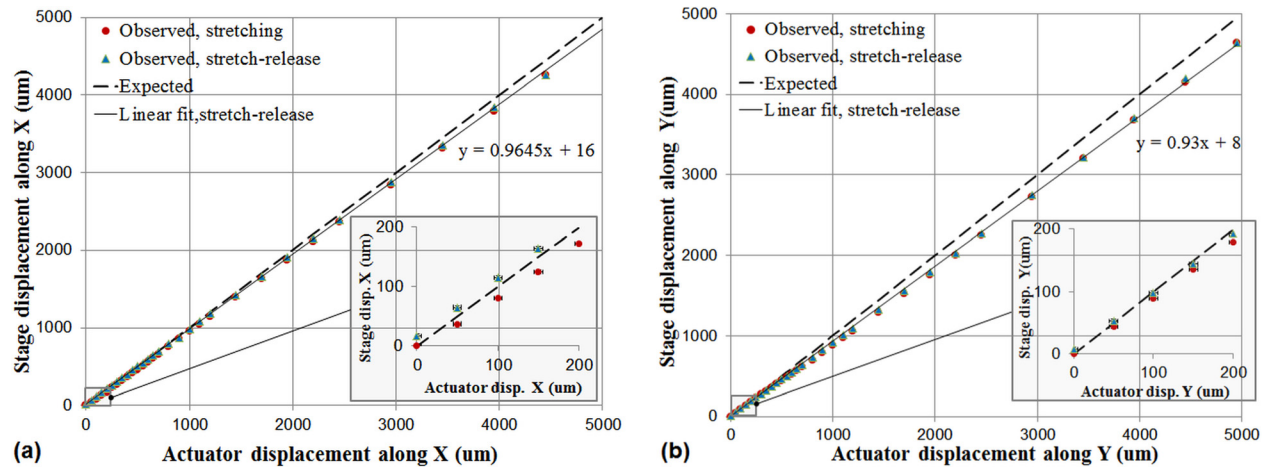 5000
4000
3000
2000
1000
0
Stage displacement along X (um)
Observed, stretching
Observed, stretch-release
Expected
Linear fit,stretch-release
y = 0.9645x + 16
200
100
0
Stage disp. X (um)
0 100 200
Actuator disp. X (um)
0 1000 2000 3000 4000 5000
(a) Actuator displacement along X (um)
5000
4000
3000
2000
1000
0
Stage displacement along Y(um)
Observed, stretching
Observed, stretch-release
Expected
Linear fit, stretch-release
y = 0.93x + 8
200
100
0
Stage disp. Y(um)
0 100 200
Actuator disp. Y (um)
0 1000 2000 3000 4000 5000
(b) Actuator displacement along Y (um)